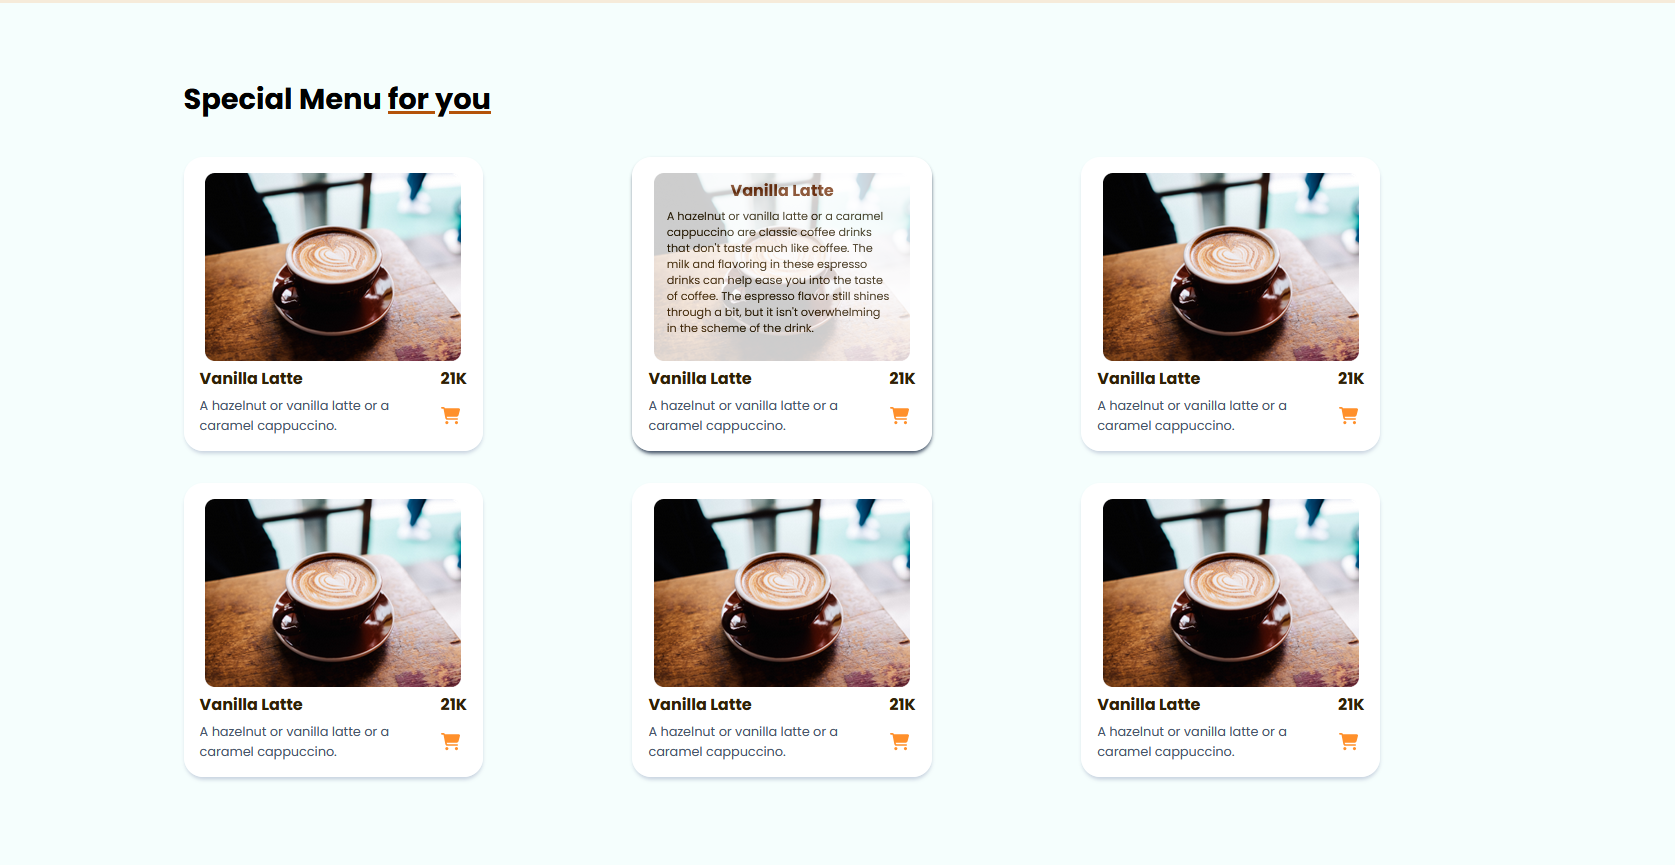 Special Menu for you
Vanilla Latte
A hazelnut or vanilla latte or a caramel
cappuccino are classic coffee drinks
that don't taste much like coffee. The
milk and flavoring in these espresso
drinks can help ease you into the taste
of coffee. The espresso flavor still shines
through a bit, but it isn't overwhelming
in the scheme of the drink.
Vanilla Latte 21K
A hazelnut or vanilla latte or a
caramel cappuccino.
Vanilla Latte 21K
A hazelnut or vanilla latte or a
caramel cappuccino.
Vanilla Latte 21K
A hazelnut or vanilla latte or a
caramel cappuccino.
Vanilla Latte 21K
A hazelnut or vanilla latte or a
caramel cappuccino.
Vanilla Latte 21K
A hazelnut or vanilla latte or a
caramel cappuccino.
Vanilla Latte 21K
A hazelnut or vanilla latte or a
caramel cappuccino.